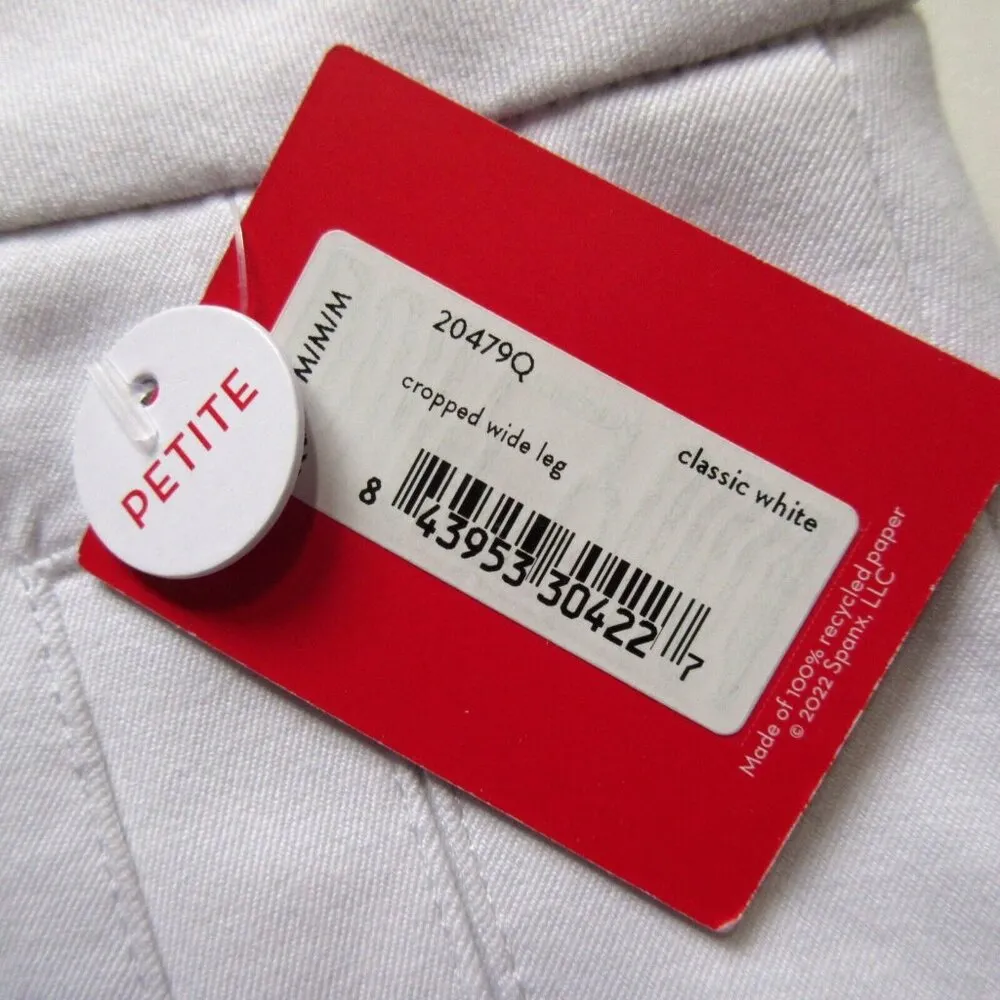 PETITE
M/M/M
20479Q
cropped wide leg
classic white
8 43953 30422 7
Made of 100% recycled paper
© 2022 Spanx, LLC